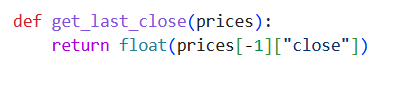 def get_last_close(prices):
    return float(prices[-1]["close"])